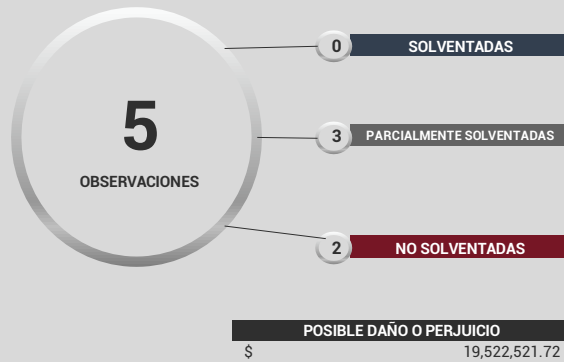 5
OBSERVACIONES
0 SOLVENTADAS
3 PARCIALMENTE SOLVENTADAS
2 NO SOLVENTADAS
POSIBLE DAÑO O PERJUICIO
$ 19,522,521.72